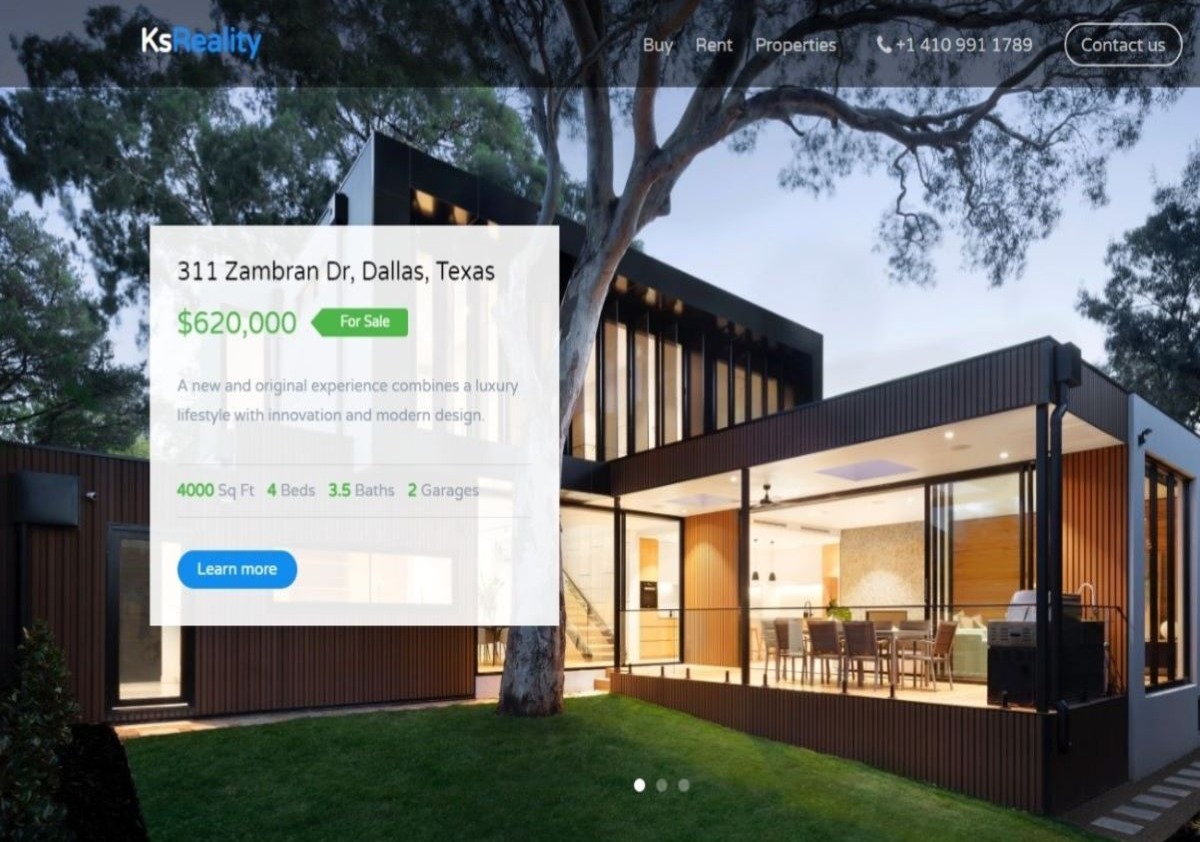 KsReality
Buy Rent Properties +1 410 991 1789 Contact us
311 Zambran Dr, Dallas, Texas
$620,000 For Sale
A new and original experience combines a luxury
lifestyle with innovation and modern design.
4000 Sq Ft 4 Beds 3.5 Baths 2 Garages
Learn more